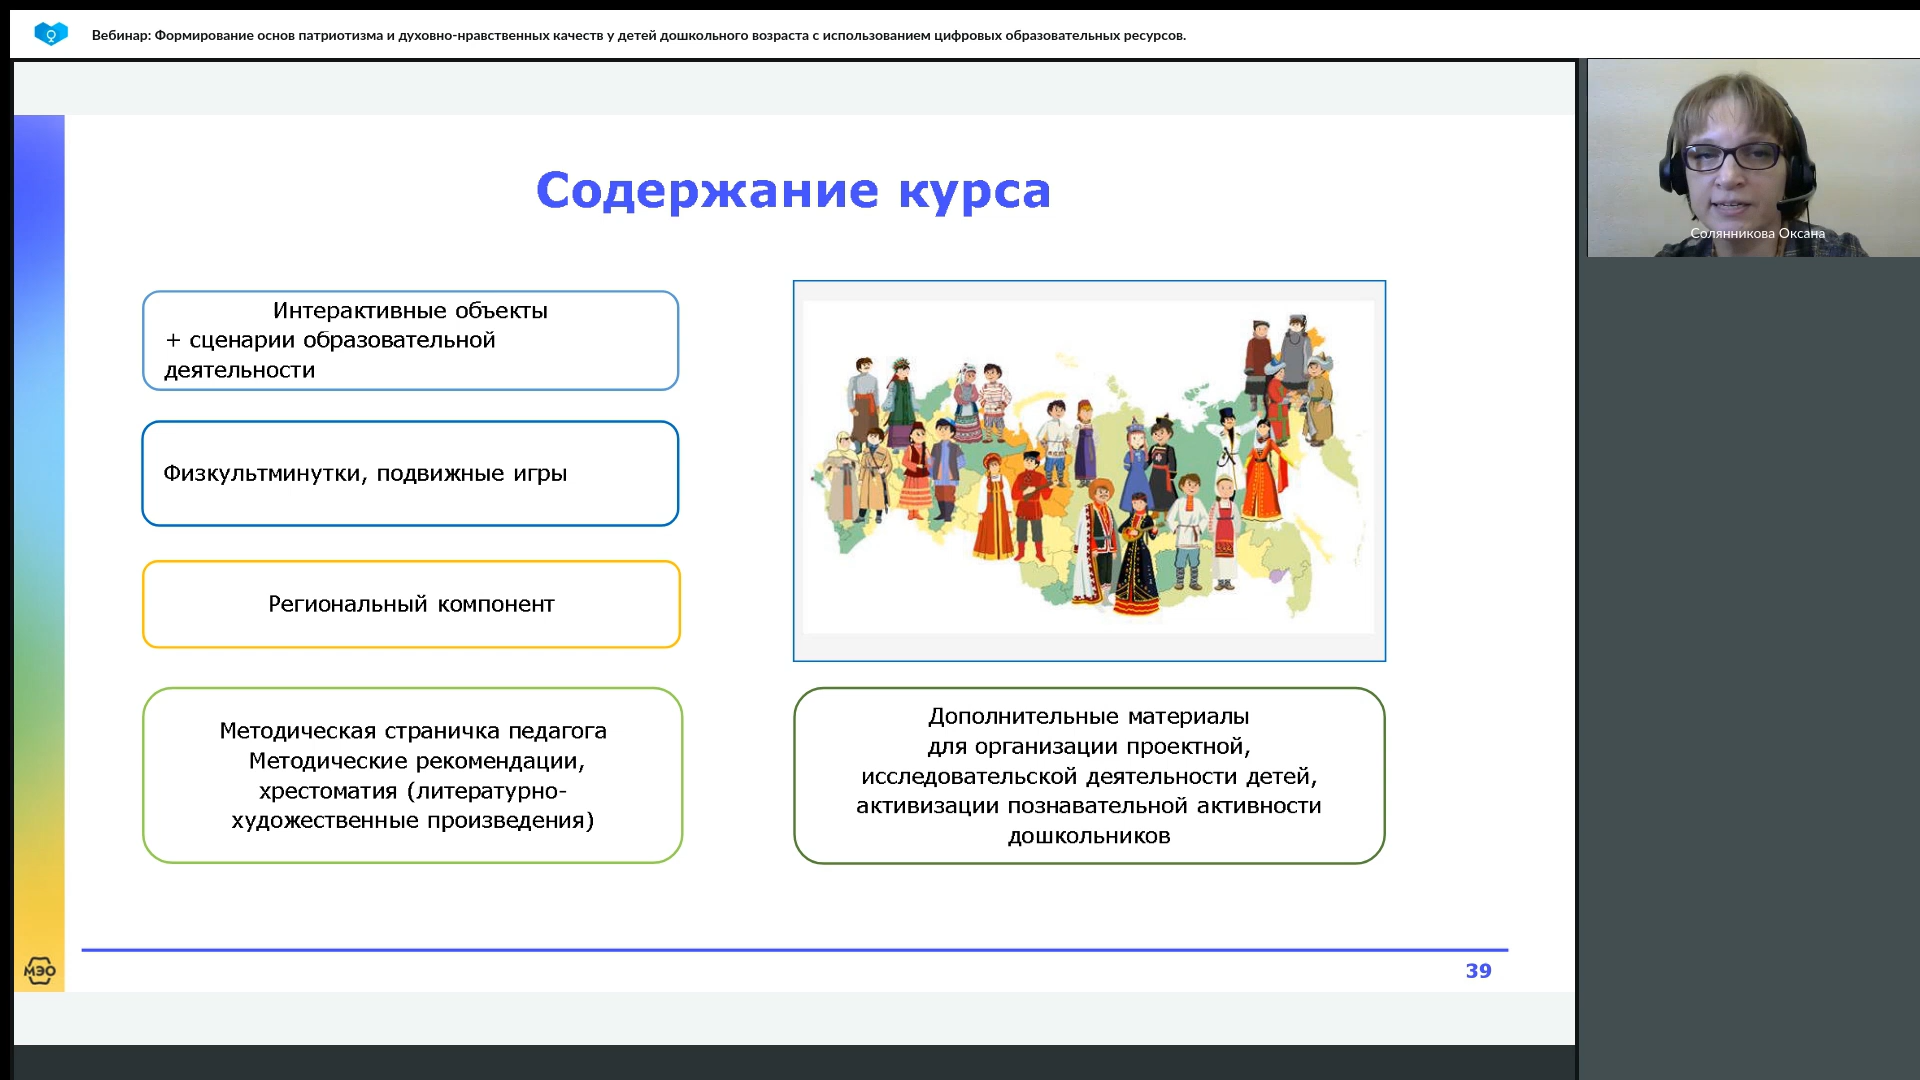 Вебинар: Формирование основ патриотизма и духовно-нравственных качеств у детей дошкольного возраста с использованием цифровых образовательных ресурсов.
Солянникова Оксана
Содержание курса
Интерактивные объекты
+ сценарии образовательной
деятельности
Физкультминутки, подвижные игры
Региональный компонент
Методическая страничка педагога
Методические рекомендации,
хрестоматия (литературно-
художественные произведения)
Дополнительные материалы
для организации проектной,
исследовательской деятельности детей,
активизации познавательной активности
дошкольников
МЭО
39